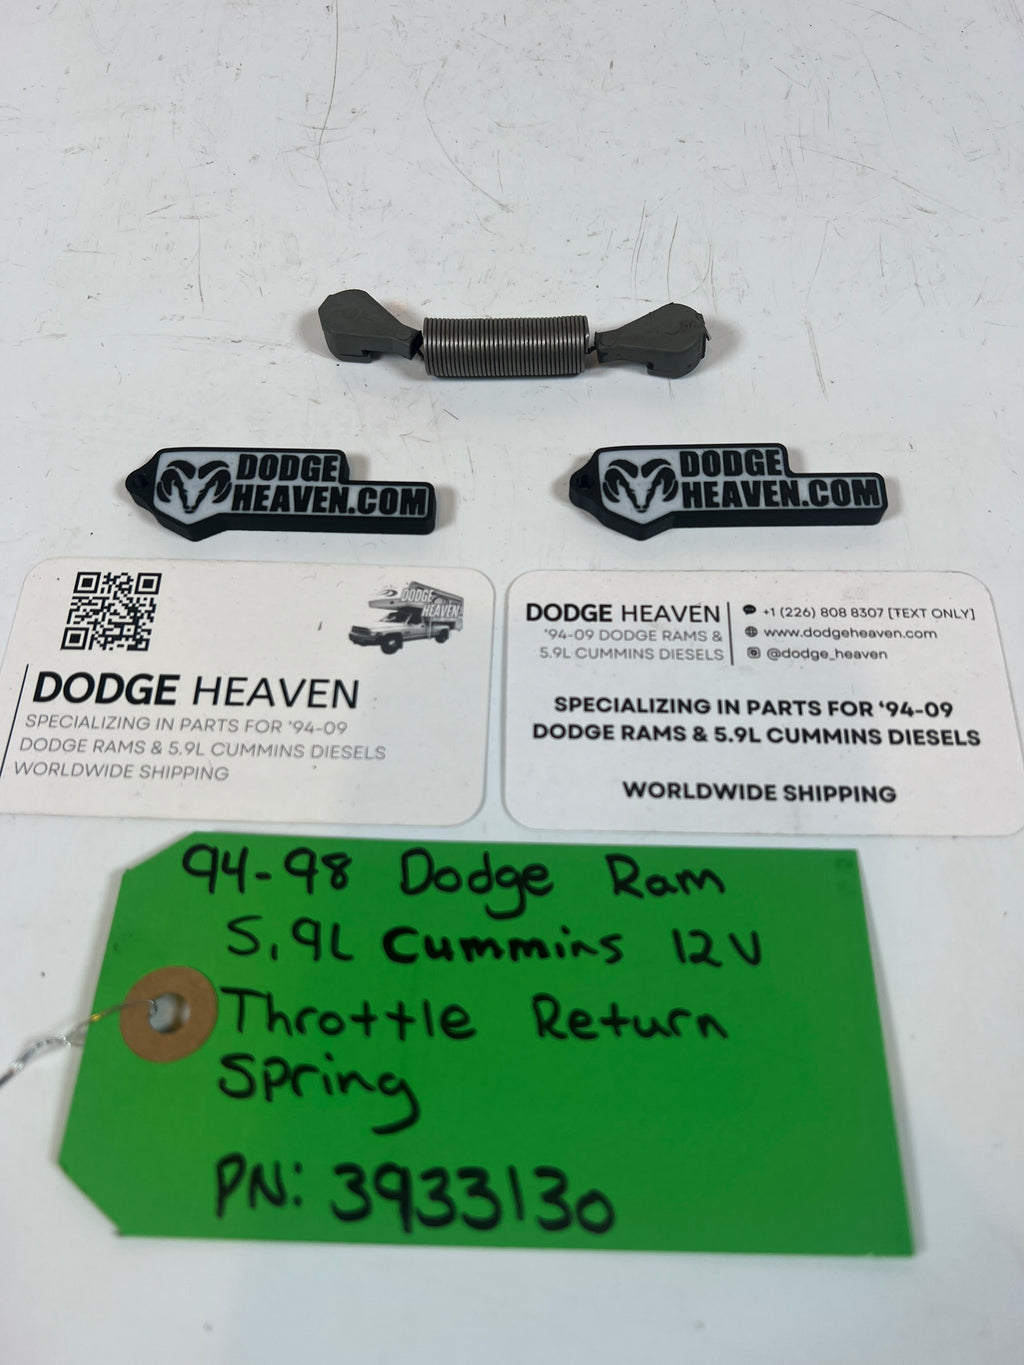 DODGE
HEAVEN.COM
DODGE
HEAVEN.COM
DODGE
HEAVEN
DODGE HEAVEN
SPECIALIZING IN PARTS FOR '94-09
DODGE RAMS & 5.9L CUMMINS DIESELS
WORLDWIDE SHIPPING
DODGE HEAVEN
'94-09 DODGE RAMS &
5.9L CUMMINS DIESELS
+1 (226) 808 8307 [TEXT ONLY]
www.dodgeheaven.com
@dodge_heaven
SPECIALIZING IN PARTS FOR '94-09
DODGE RAMS & 5.9L CUMMINS DIESELS
WORLDWIDE SHIPPING
94-98 Dodge Ram
5.9L Cummins 12V
Throttle Return
Spring
PN: 3933130